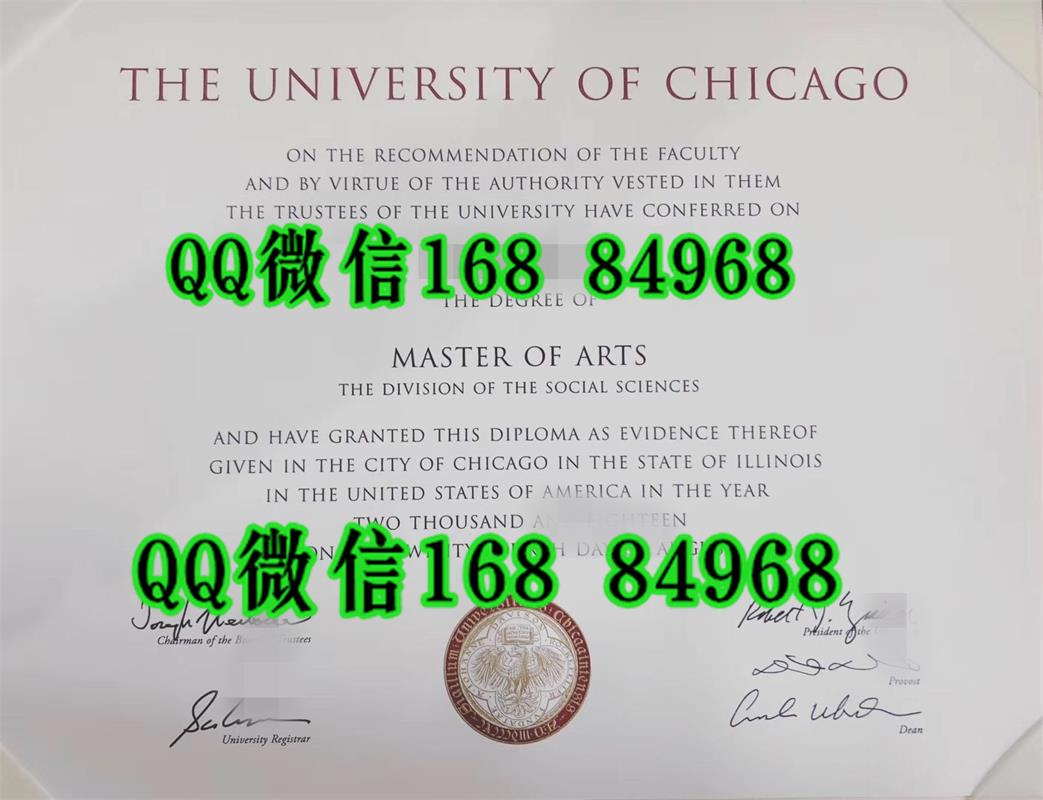 THE UNIVERSITY OF CHICAGO
ON THE RECOMMENDATION OF THE FACULTY
AND BY VIRTUE OF THE AUTHORITY VESTED IN THEM
THE TRUSTEES OF THE UNIVERSITY HAVE CONFERRED ON
QQ微信168 84968
THE DEGREE OF
MASTER OF ARTS
THE DIVISION OF THE SOCIAL SCIENCES
AND HAVE GRANTED THIS DIPLOMA AS EVIDENCE THEREOF
GIVEN IN THE CITY OF CHICAGO IN THE STATE OF ILLINOIS
IN THE UNITED STATES OF AMERICA IN THE YEAR
TWO THOUSAND AND EIGHTEEN
QQ微信168 84968
Chairman of the Board of Trustees
President of the
Provost
University Registrar
Dean